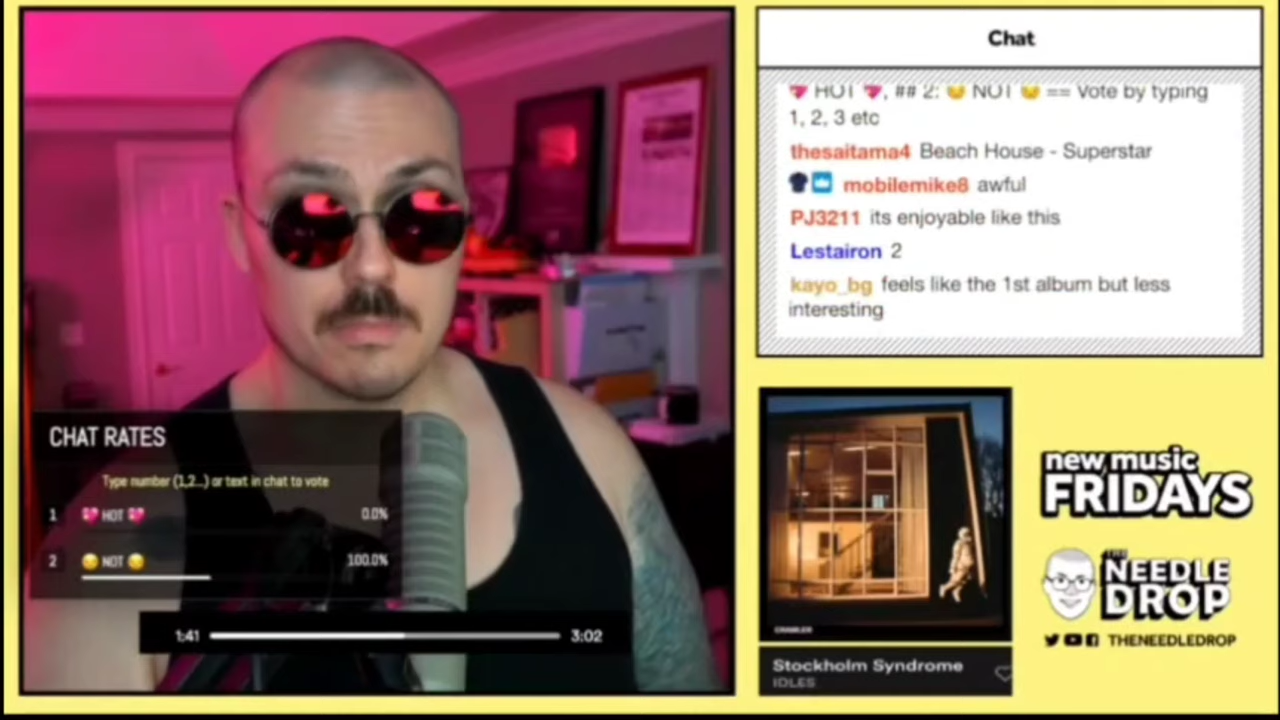 Chat
💖 HOT 💖, ## 2: 😔 NOT 😔 == Vote by typing
1, 2, 3 etc
thesaitama4 Beach House - Superstar
mobilemike8 awful
PJ3211 its enjoyable like this
Lestairon 2
kayo_bg feels like the 1st album but less
interesting
CHAT RATES
Type number (1,2...) or text in chat to vote
1 💖 HOT 💖 0.0%
2 😔 NOT 😔 100.0%
1:41 3:02
CRAWLER
Stockholm Syndrome
IDLES
new music
FRIDAYS
THE
NEEDLE
DROP
THENEEDLEDROP